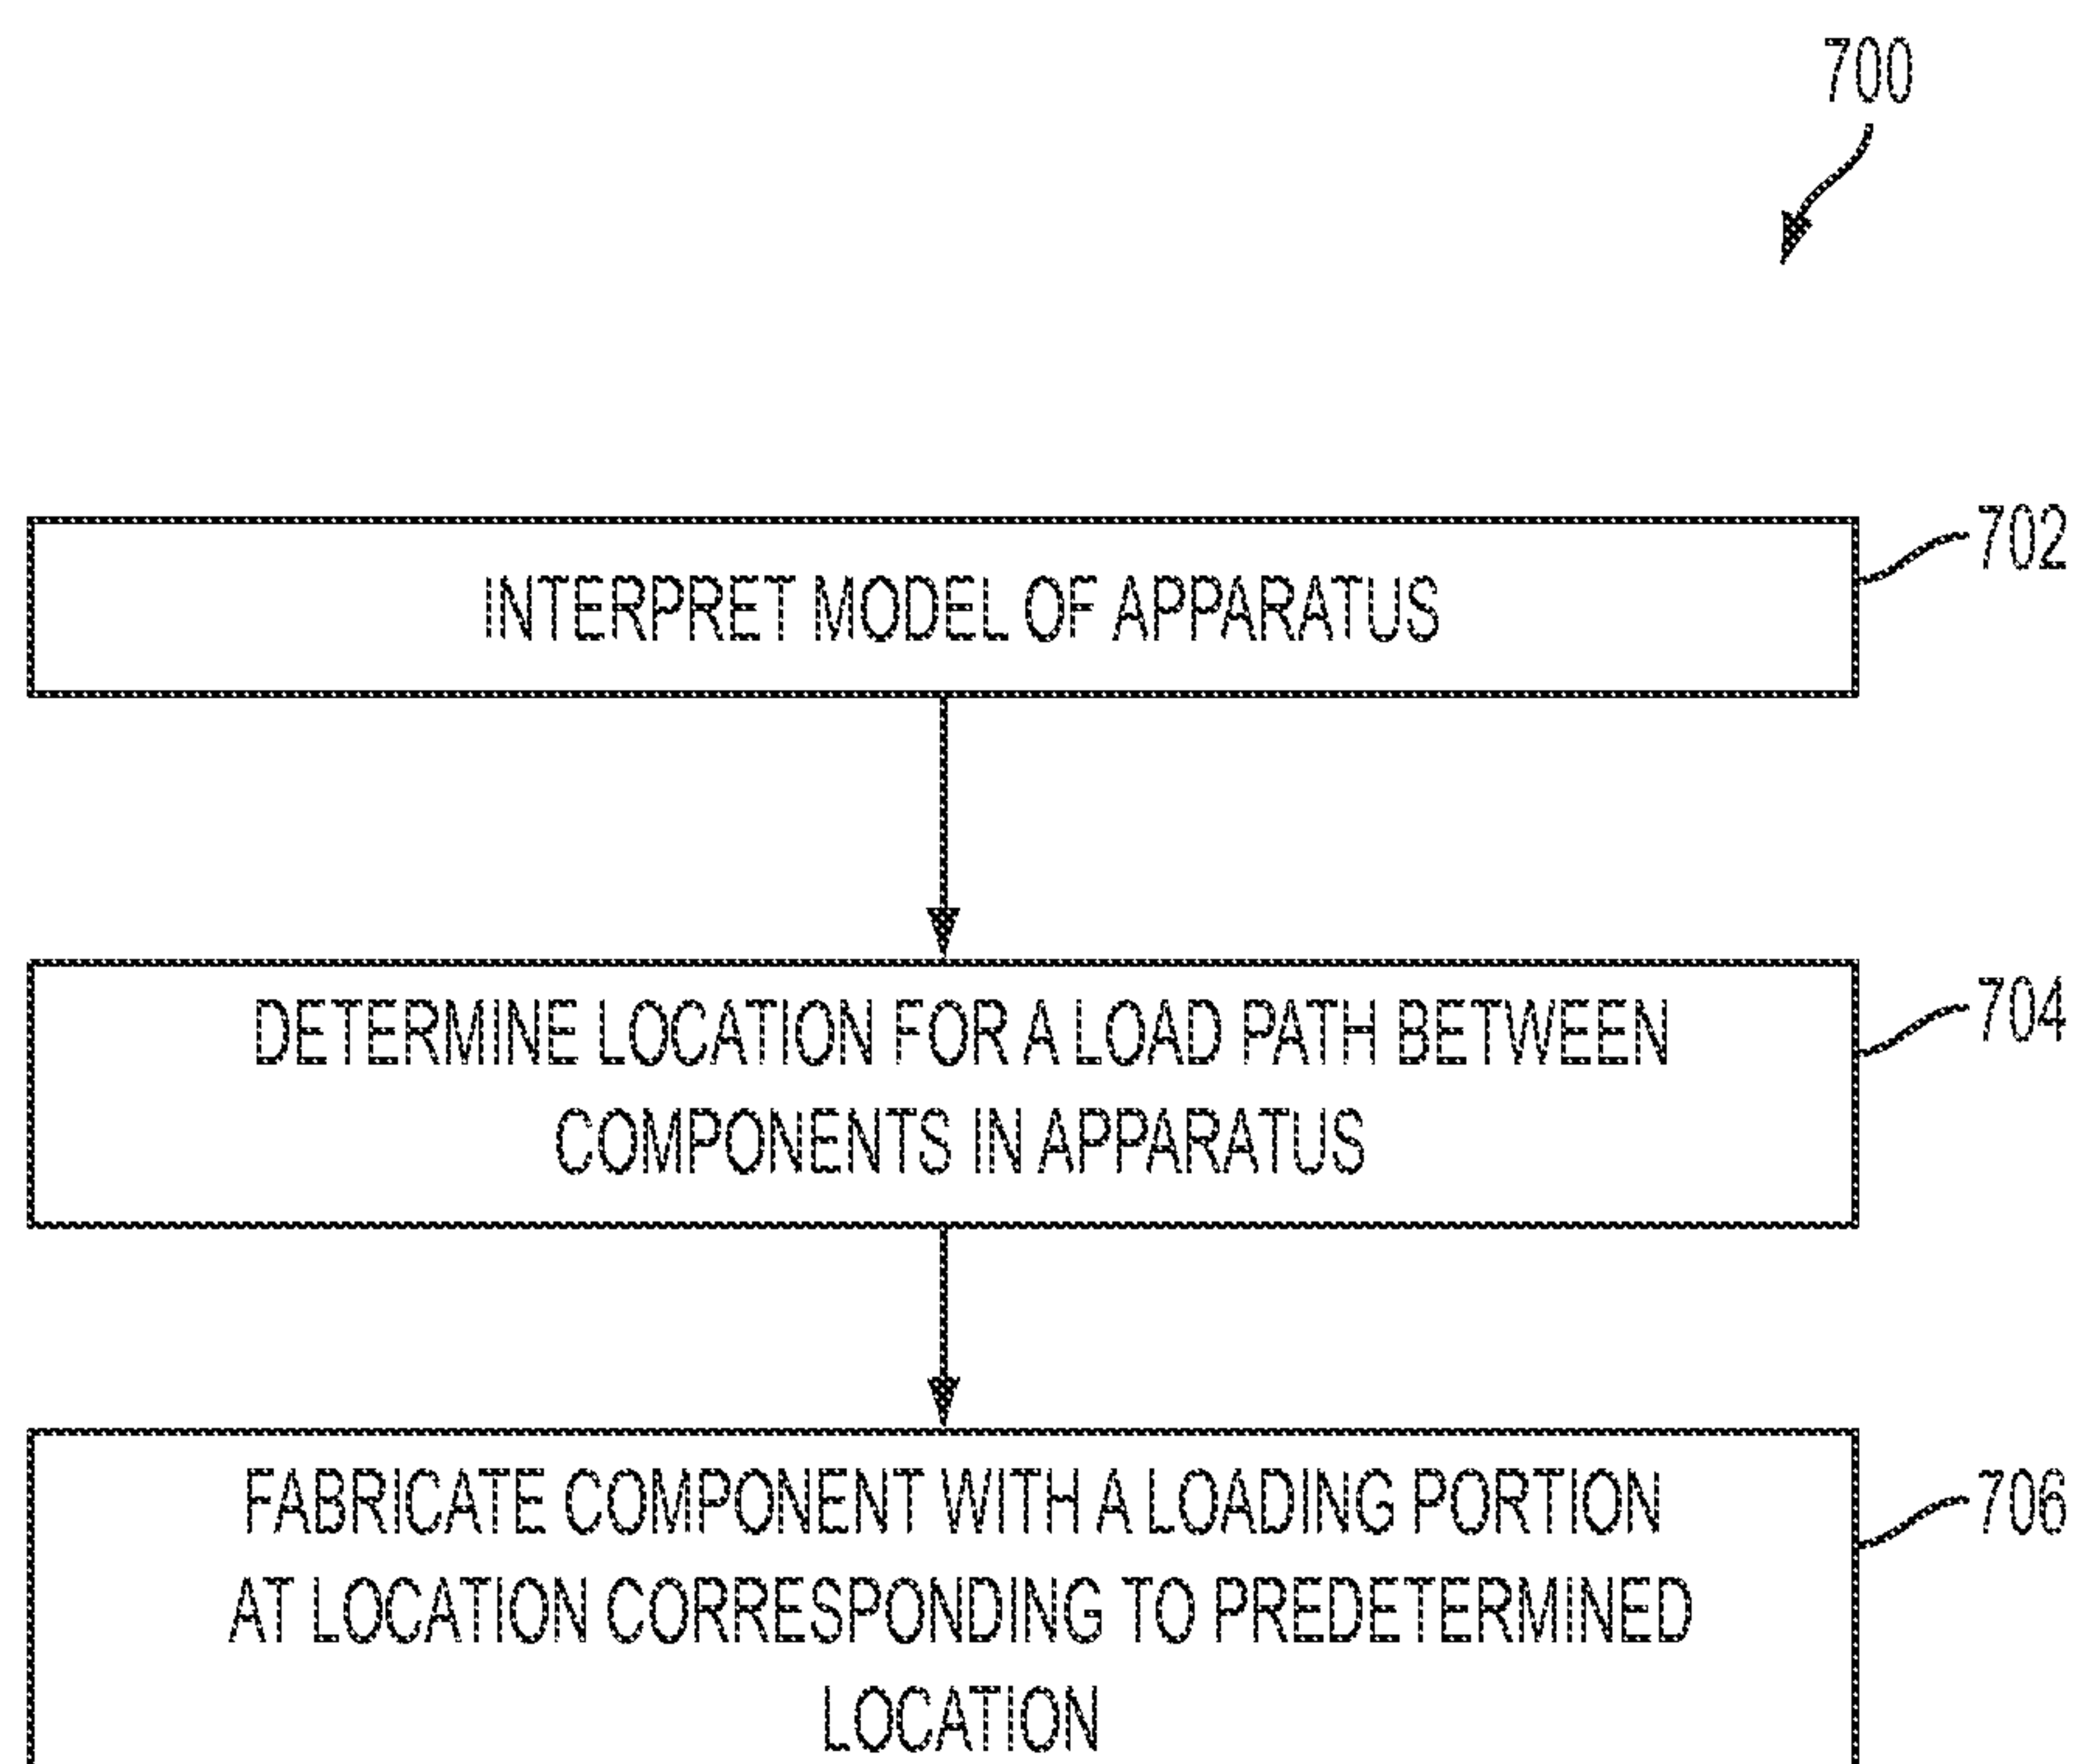 700
702
INTERPRET MODEL OF APPARATUS
704
DETERMINE LOCATION FOR A LOAD PATH BETWEEN
COMPONENTS IN APPARATUS
706
FABRICATE COMPONENT WITH A LOADING PORTION
AT LOCATION CORRESPONDING TO PREDETERMINED
LOCATION